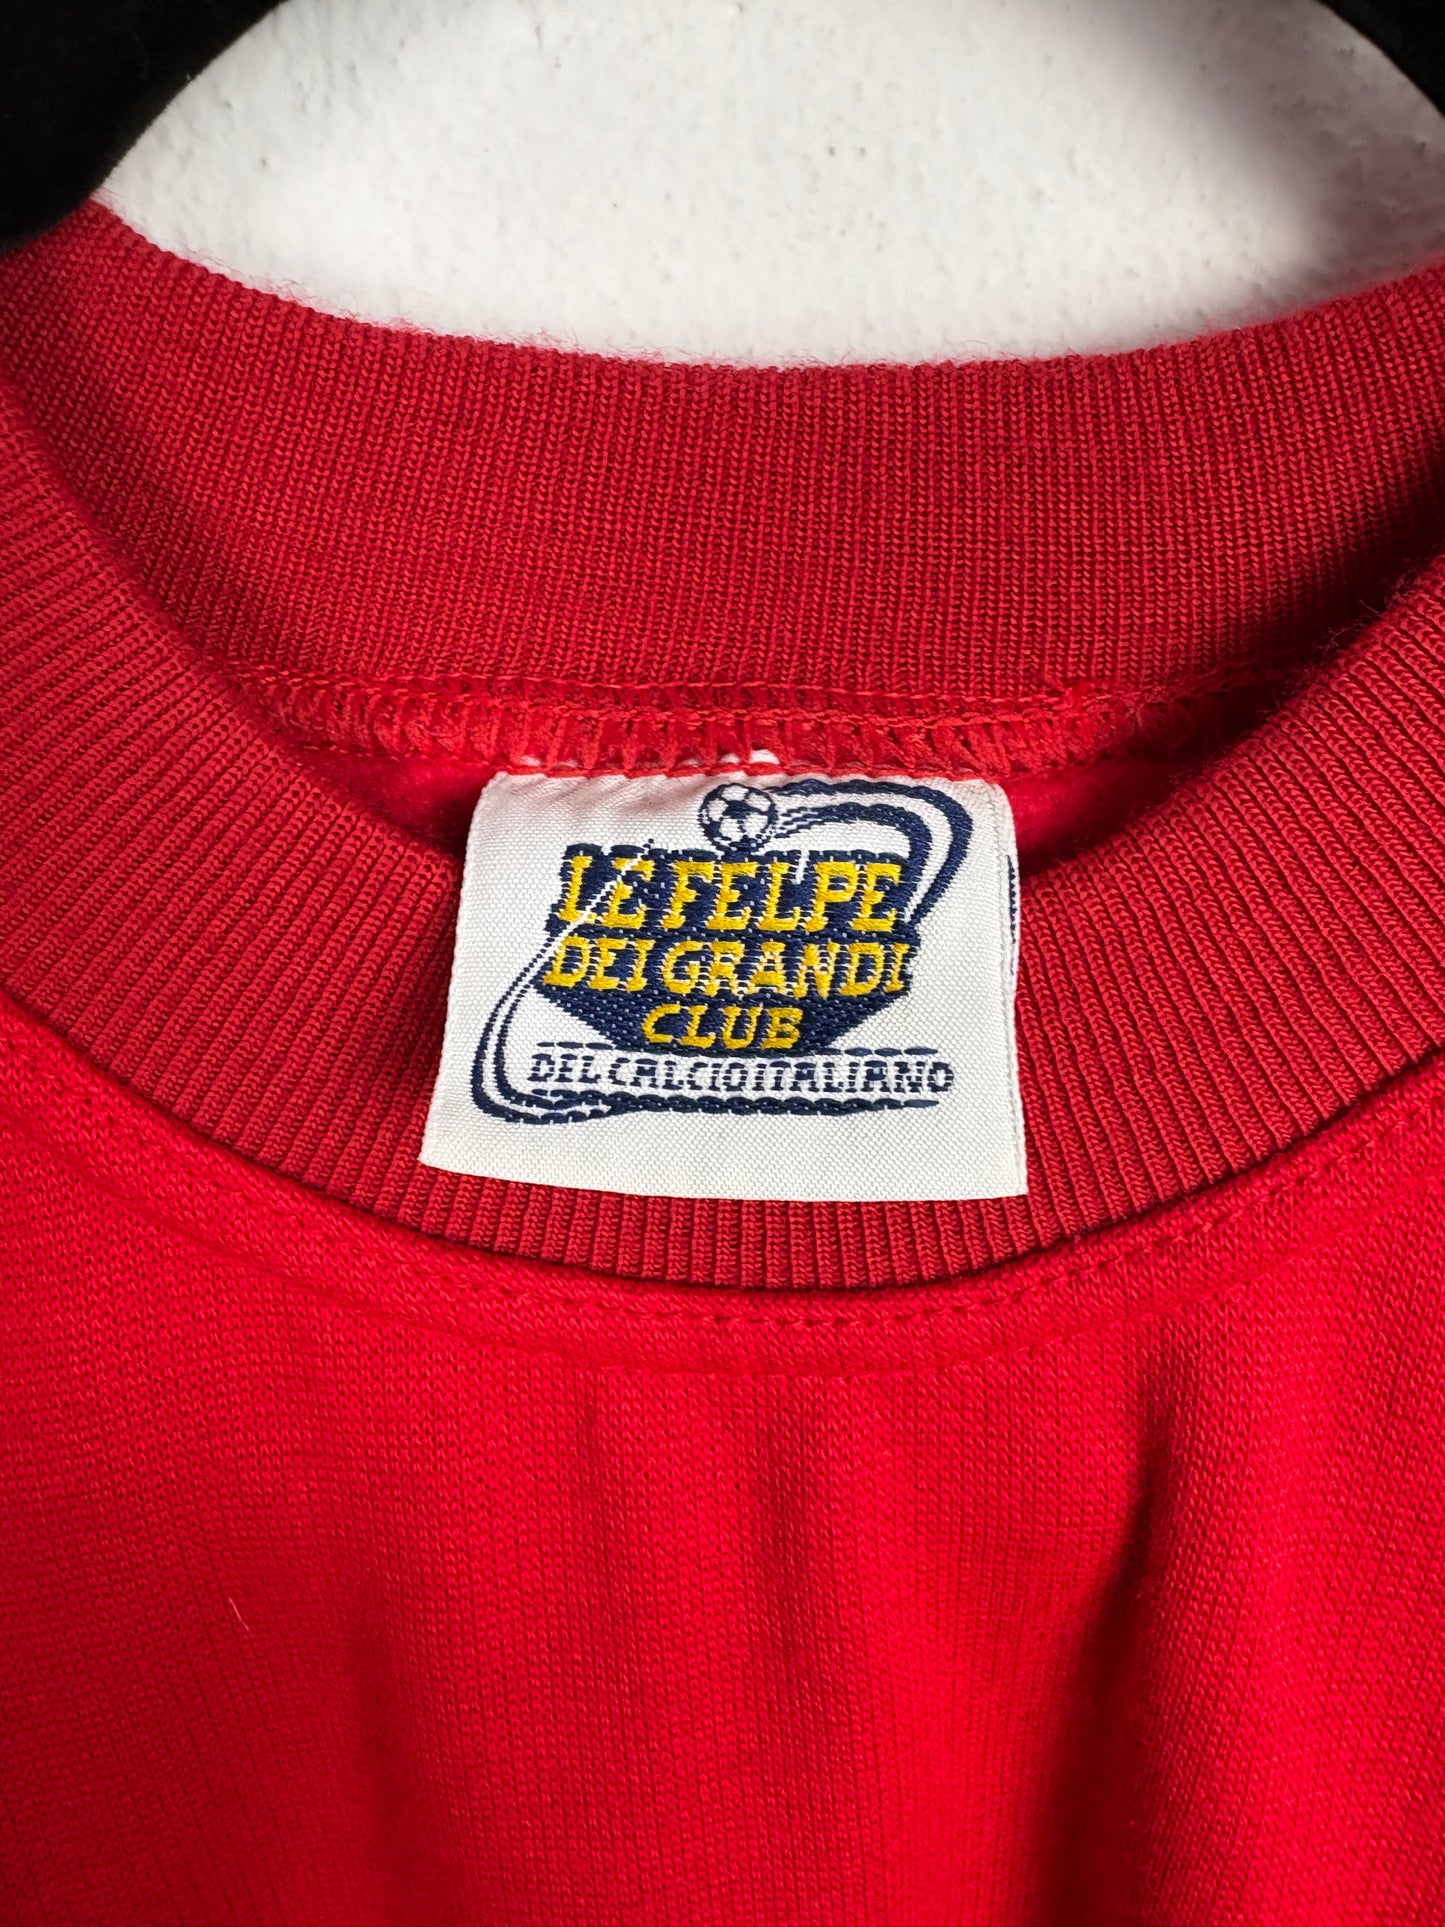 LE FELPE
DEI GRANDI
CLUB
DEL CALCIO ITALIANO